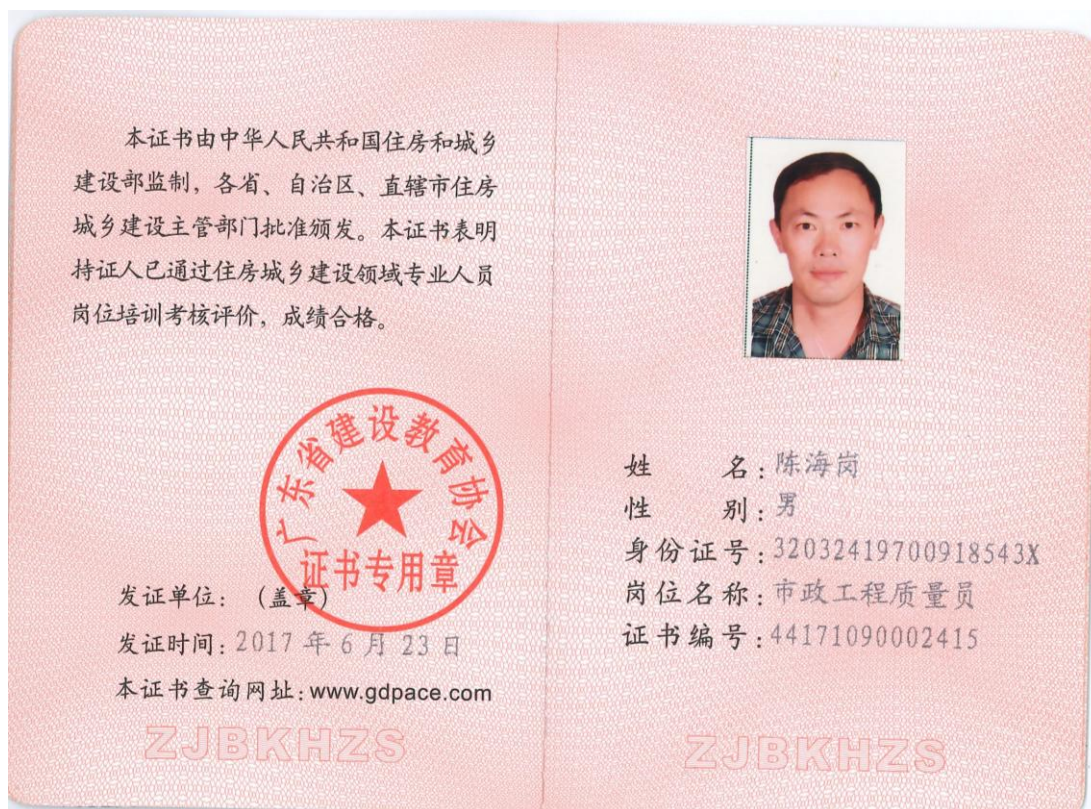 本证书由中华人民共和国住房和城乡
建设部监制，各省、自治区、直辖市住房
城乡建设主管部门批准颁发。本证书表明
持证人已通过住房城乡建设领域专业人员
岗位培训考核评价，成绩合格。
广东省建设教育协会
证书专用章
发证单位：（盖章）
发证时间：2017 年 6 月 23 日
本证书查询网址：www.gdpace.com
ZJBKHZS
姓名：陈海岗
性别：男
身份证号：32032419700918543X
岗位名称：市政工程质量员
证书编号：44171090002415
ZJBKHZS